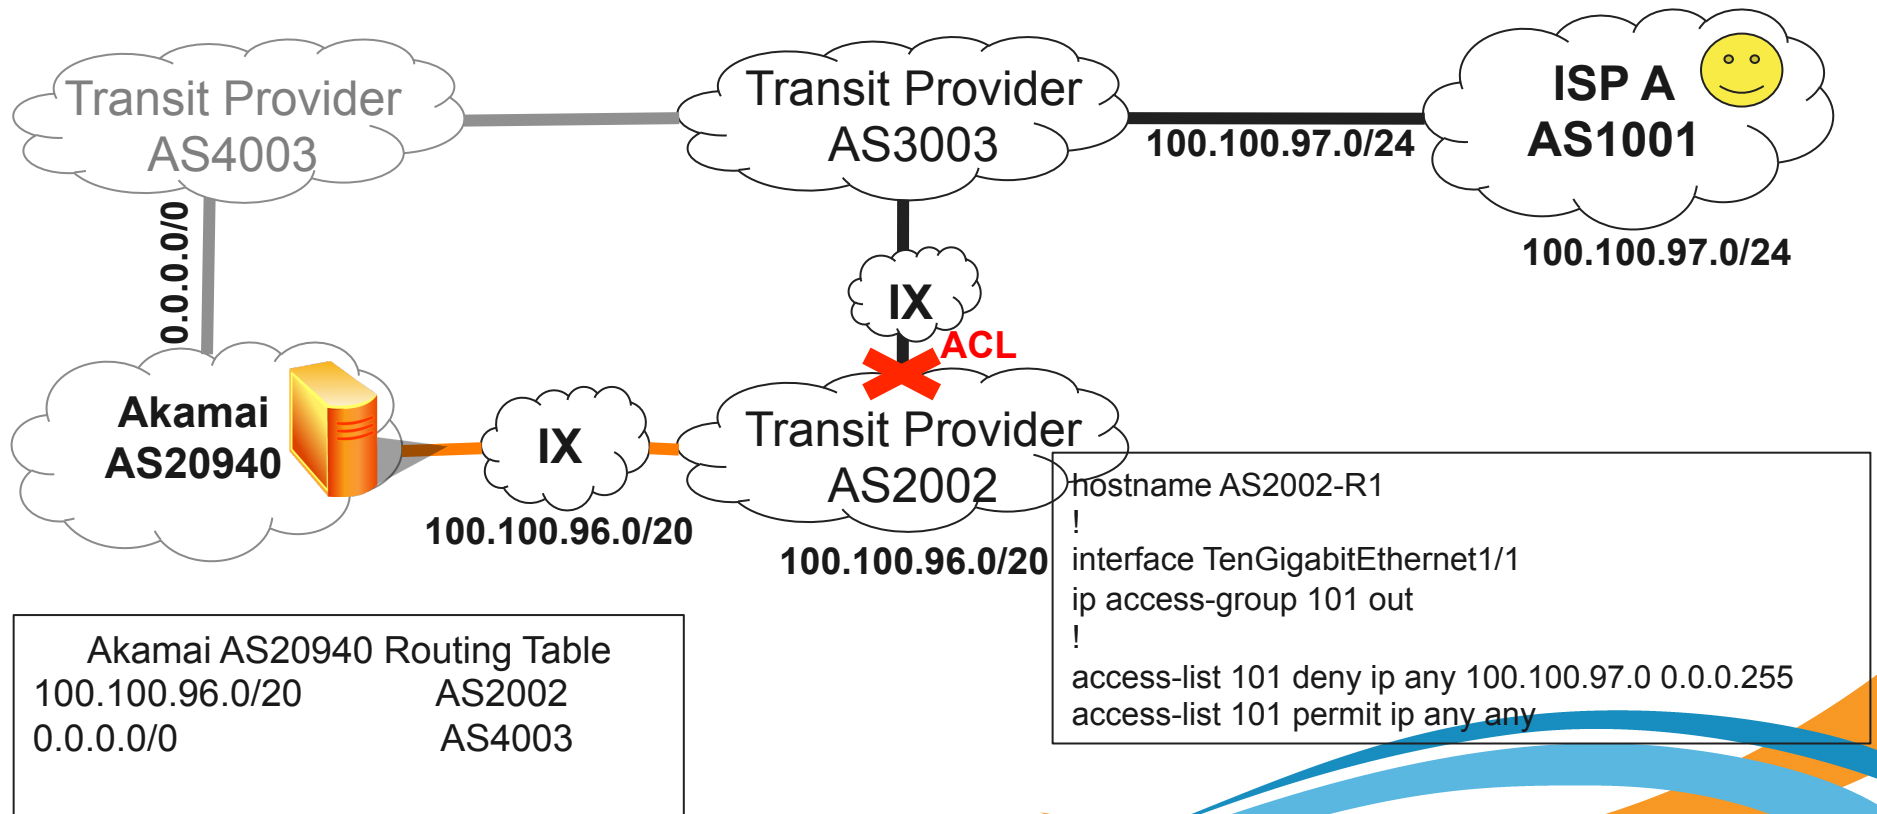 Transit Provider
AS4003
Transit Provider
AS3003
ISP A
AS1001
100.100.97.0/24
100.100.97.0/24
0.0.0.0/0
IX
ACL
Akamai
AS20940
IX
Transit Provider
AS2002
100.100.96.0/20
100.100.96.0/20
hostname AS2002-R1
!
interface TenGigabitEthernet1/1
ip access-group 101 out
!
access-list 101 deny ip any 100.100.97.0 0.0.0.255
access-list 101 permit ip any any
Akamai AS20940 Routing Table
100.100.96.0/20 AS2002
0.0.0.0/0 AS4003